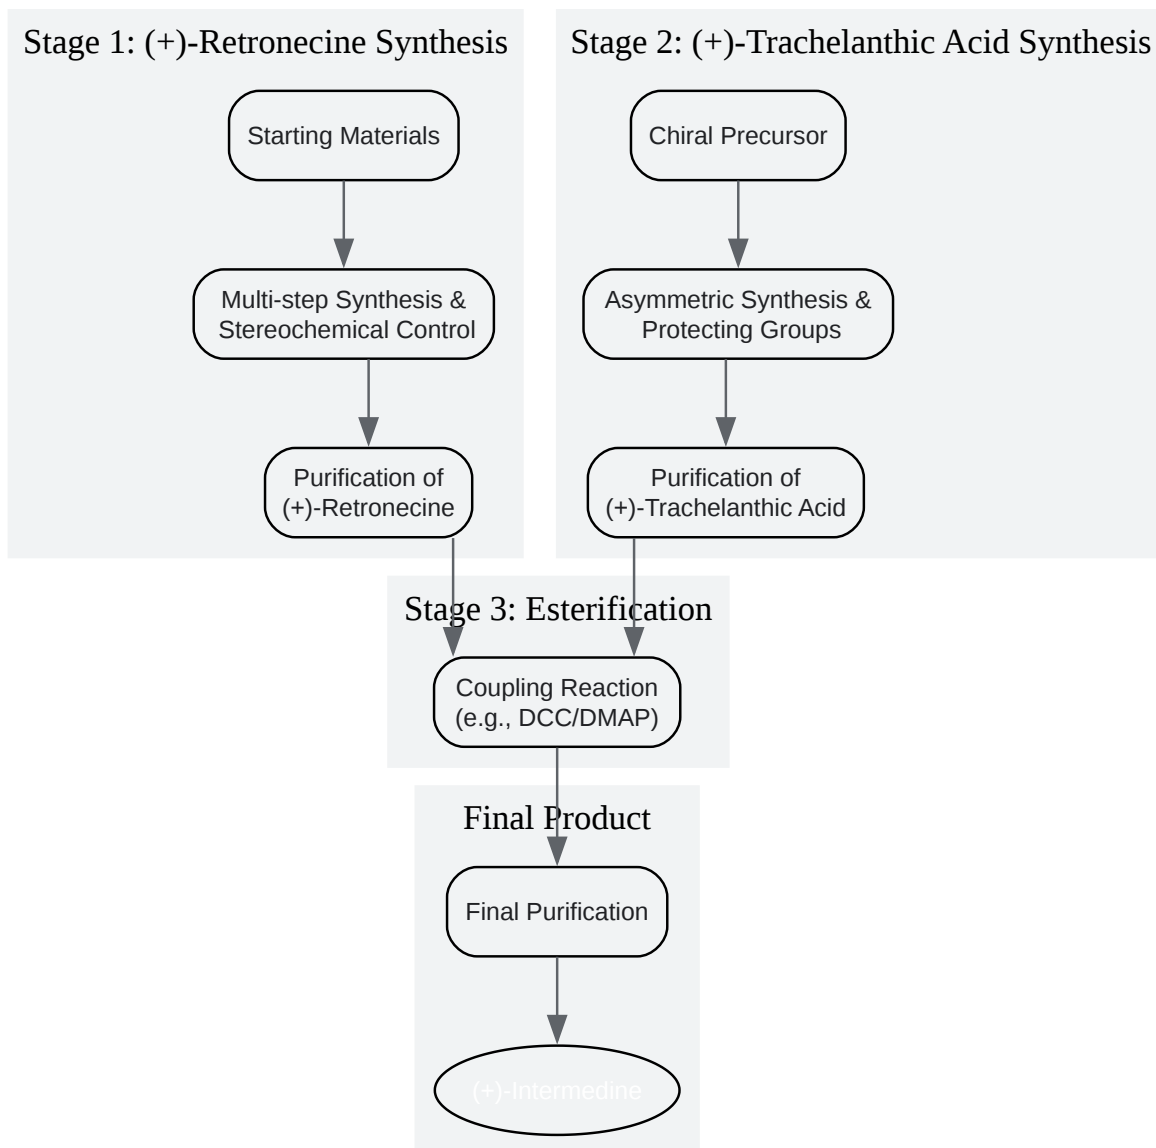 Stage 1: (+)-Retronecine Synthesis
Starting Materials
Multi-step Synthesis &
Stereochemical Control
Purification of
(+)-Retronecine
Stage 2: (+)-Trachelanthic Acid Synthesis
Chiral Precursor
Asymmetric Synthesis &
Protecting Groups
Purification of
(+)-Trachelanthic Acid
Stage 3: Esterification
Coupling Reaction
(e.g., DCC/DMAP)
Final Product
Final Purification
(+)-Intermedine